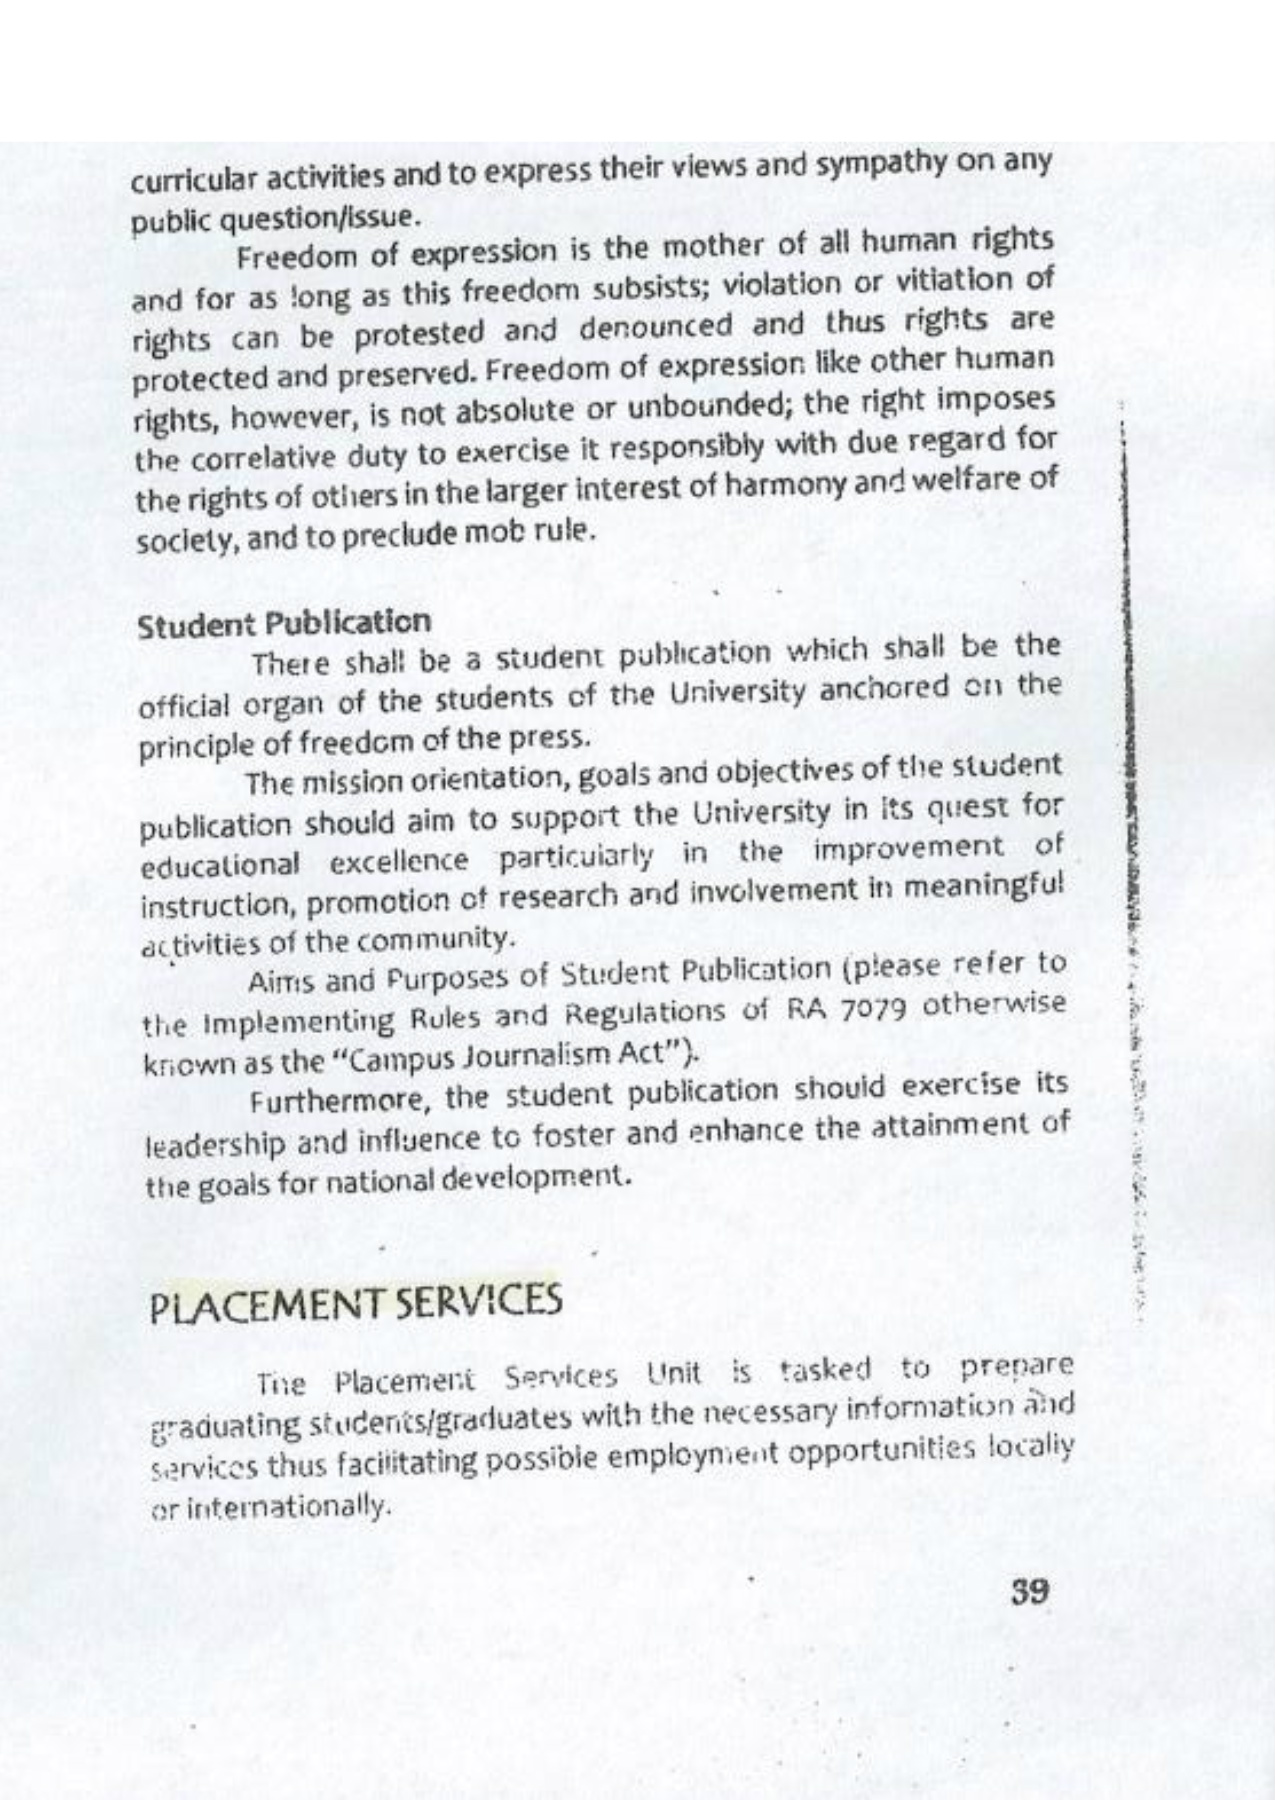 curricular activities and to express their views and sympathy on any
public question/issue.
Freedom of expression is the mother of all human rights
and for as long as this freedom subsists; violation or vitiation of
rights can be protested and denounced and thus rights are
protected and preserved. Freedom of expression like other human
rights, however, is not absolute or unbounded; the right imposes
the correlative duty to exercise it responsibly with due regard for
the rights of others in the larger interest of harmony and welfare of
society, and to preclude mob rule.
Student Publication
There shall be a student publication which shall be the
official organ of the students of the University anchored on the
principle of freedom of the press.
The mission orientation, goals and objectives of the student
publication should aim to support the University in its quest for
educational excellence particularly in the improvement of
instruction, promotion of research and involvement in meaningful
activities of the community.
Aims and Purposes of Student Publication (please refer to
the Implementing Rules and Regulations of RA 7079 otherwise
known as the "Campus Journalism Act").
Furthermore, the student publication should exercise its
leadership and influence to foster and enhance the attainment of
the goals for national development.
PLACEMENT SERVICES
The Placement Services Unit is tasked to prepare
graduating students/graduates with the necessary information and
services thus facilitating possible employment opportunities locally
or internationally.
39